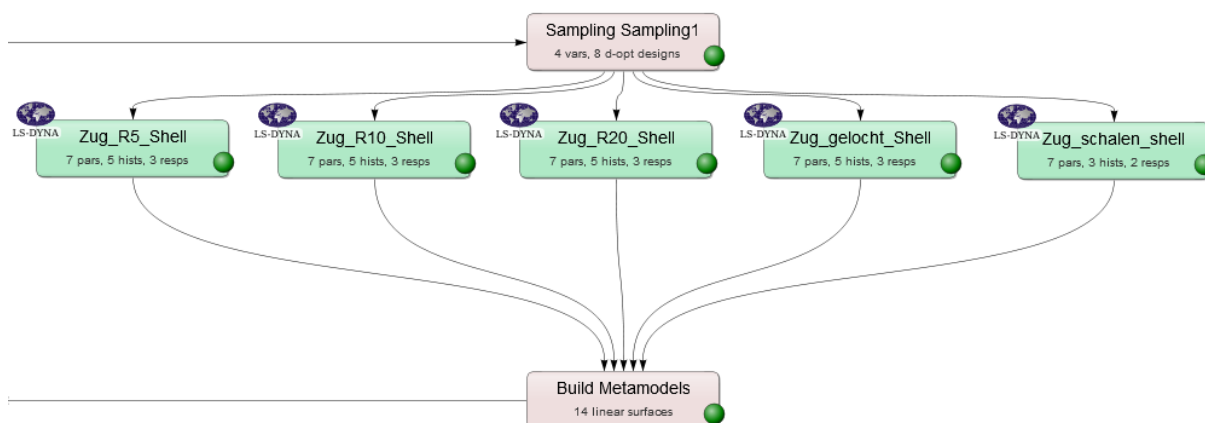 Sampling Sampling1
4 vars, 8 d-opt designs
LS-DYNA
Zug_R5_Shell
7 pars, 5 hists, 3 resps
LS-DYNA
Zug_R10_Shell
7 pars, 5 hists, 3 resps
LS-DYNA
Zug_R20_Shell
7 pars, 5 hists, 3 resps
LS-DYNA
Zug_gelocht_Shell
7 pars, 5 hists, 3 resps
LS-DYNA
Zug_schalen_shell
7 pars, 3 hists, 2 resps
Build Metamodels
14 linear surfaces